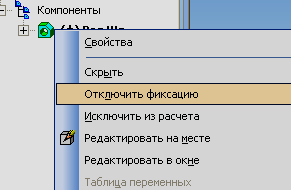 Компоненты
Свойства
Скрыть
Отключить фиксацию
Исключить из расчета
Редактировать на месте
Редактировать в окне
Таблица переменных